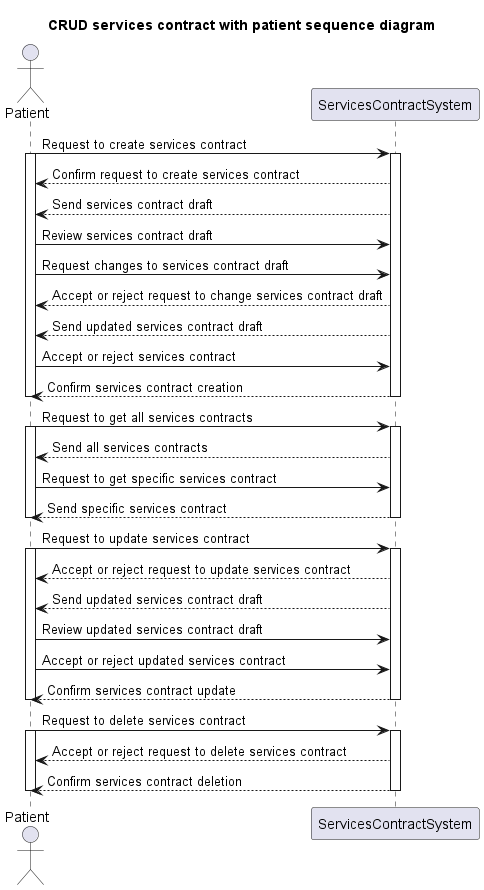 CRUD services contract with patient sequence diagram
Patient
ServicesContractSystem
Request to create services contract
Confirm request to create services contract
Send services contract draft
Review services contract draft
Request changes to services contract draft
Accept or reject request to change services contract draft
Send updated services contract draft
Accept or reject services contract
Confirm services contract creation
Request to get all services contracts
Send all services contracts
Request to get specific services contract
Send specific services contract
Request to update services contract
Accept or reject request to update services contract
Send updated services contract draft
Review updated services contract draft
Accept or reject updated services contract
Confirm services contract update
Request to delete services contract
Accept or reject request to delete services contract
Confirm services contract deletion
Patient
ServicesContractSystem